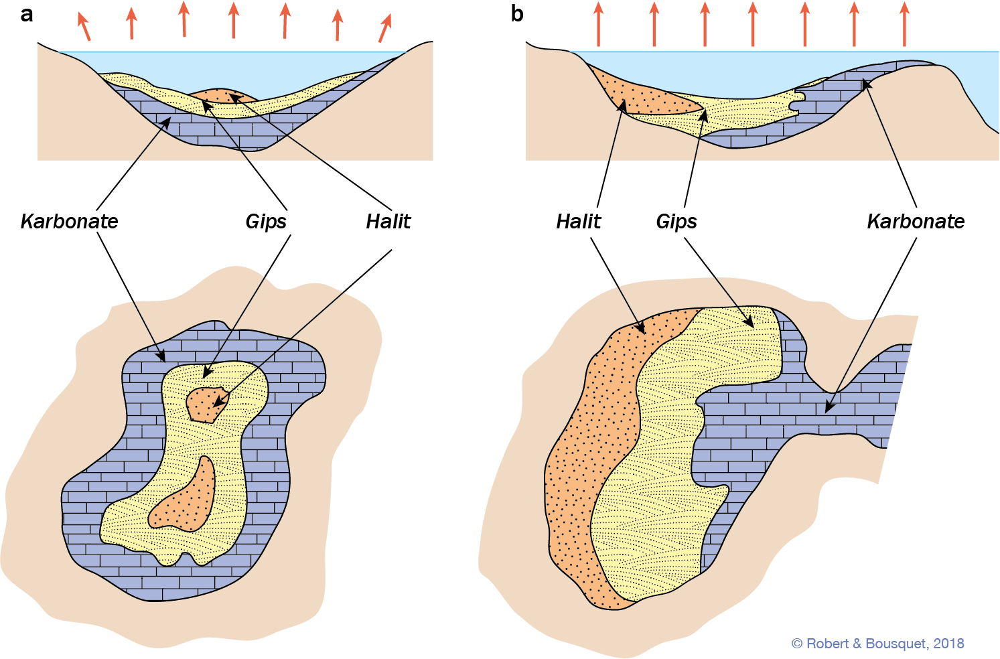 a
b
Karbonate
Gips
Halit
Halit
Gips
Karbonate
© Robert & Bousquet, 2018